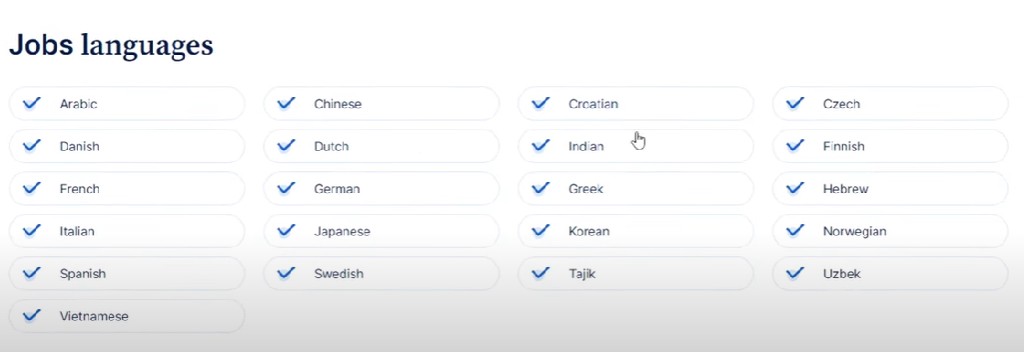 Jobs languages
Arabic Chinese Croatian Czech
Danish Dutch Indian Finnish
French German Greek Hebrew
Italian Japanese Korean Norwegian
Spanish Swedish Tajik Uzbek
Vietnamese